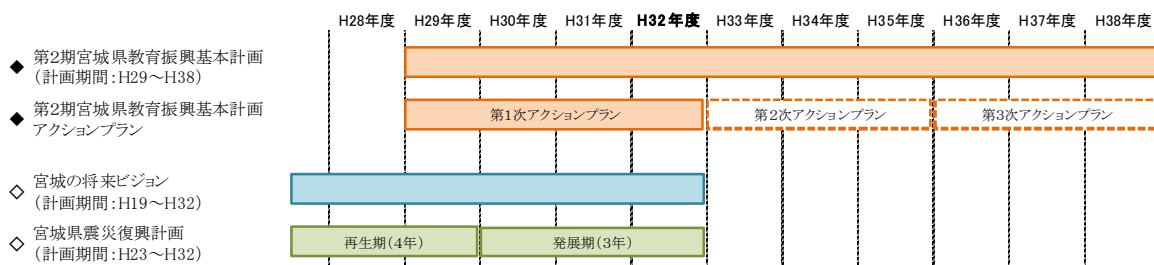 H28年度 H29年度 H30年度 H31年度 H32年度 H33年度 H34年度 H35年度 H36年度 H37年度 H38年度
◆ 第2期宮城県教育振興基本計画
(計画期間:H29～H38)
◆ 第2期宮城県教育振興基本計画
アクションプラン
第1次アクションプラン 第2次アクションプラン 第3次アクションプラン
◇ 宮城の将来ビジョン
(計画期間:H19～H32)
◇ 宮城県震災復興計画
(計画期間:H23～H32)
再生期(4年) 発展期(3年)